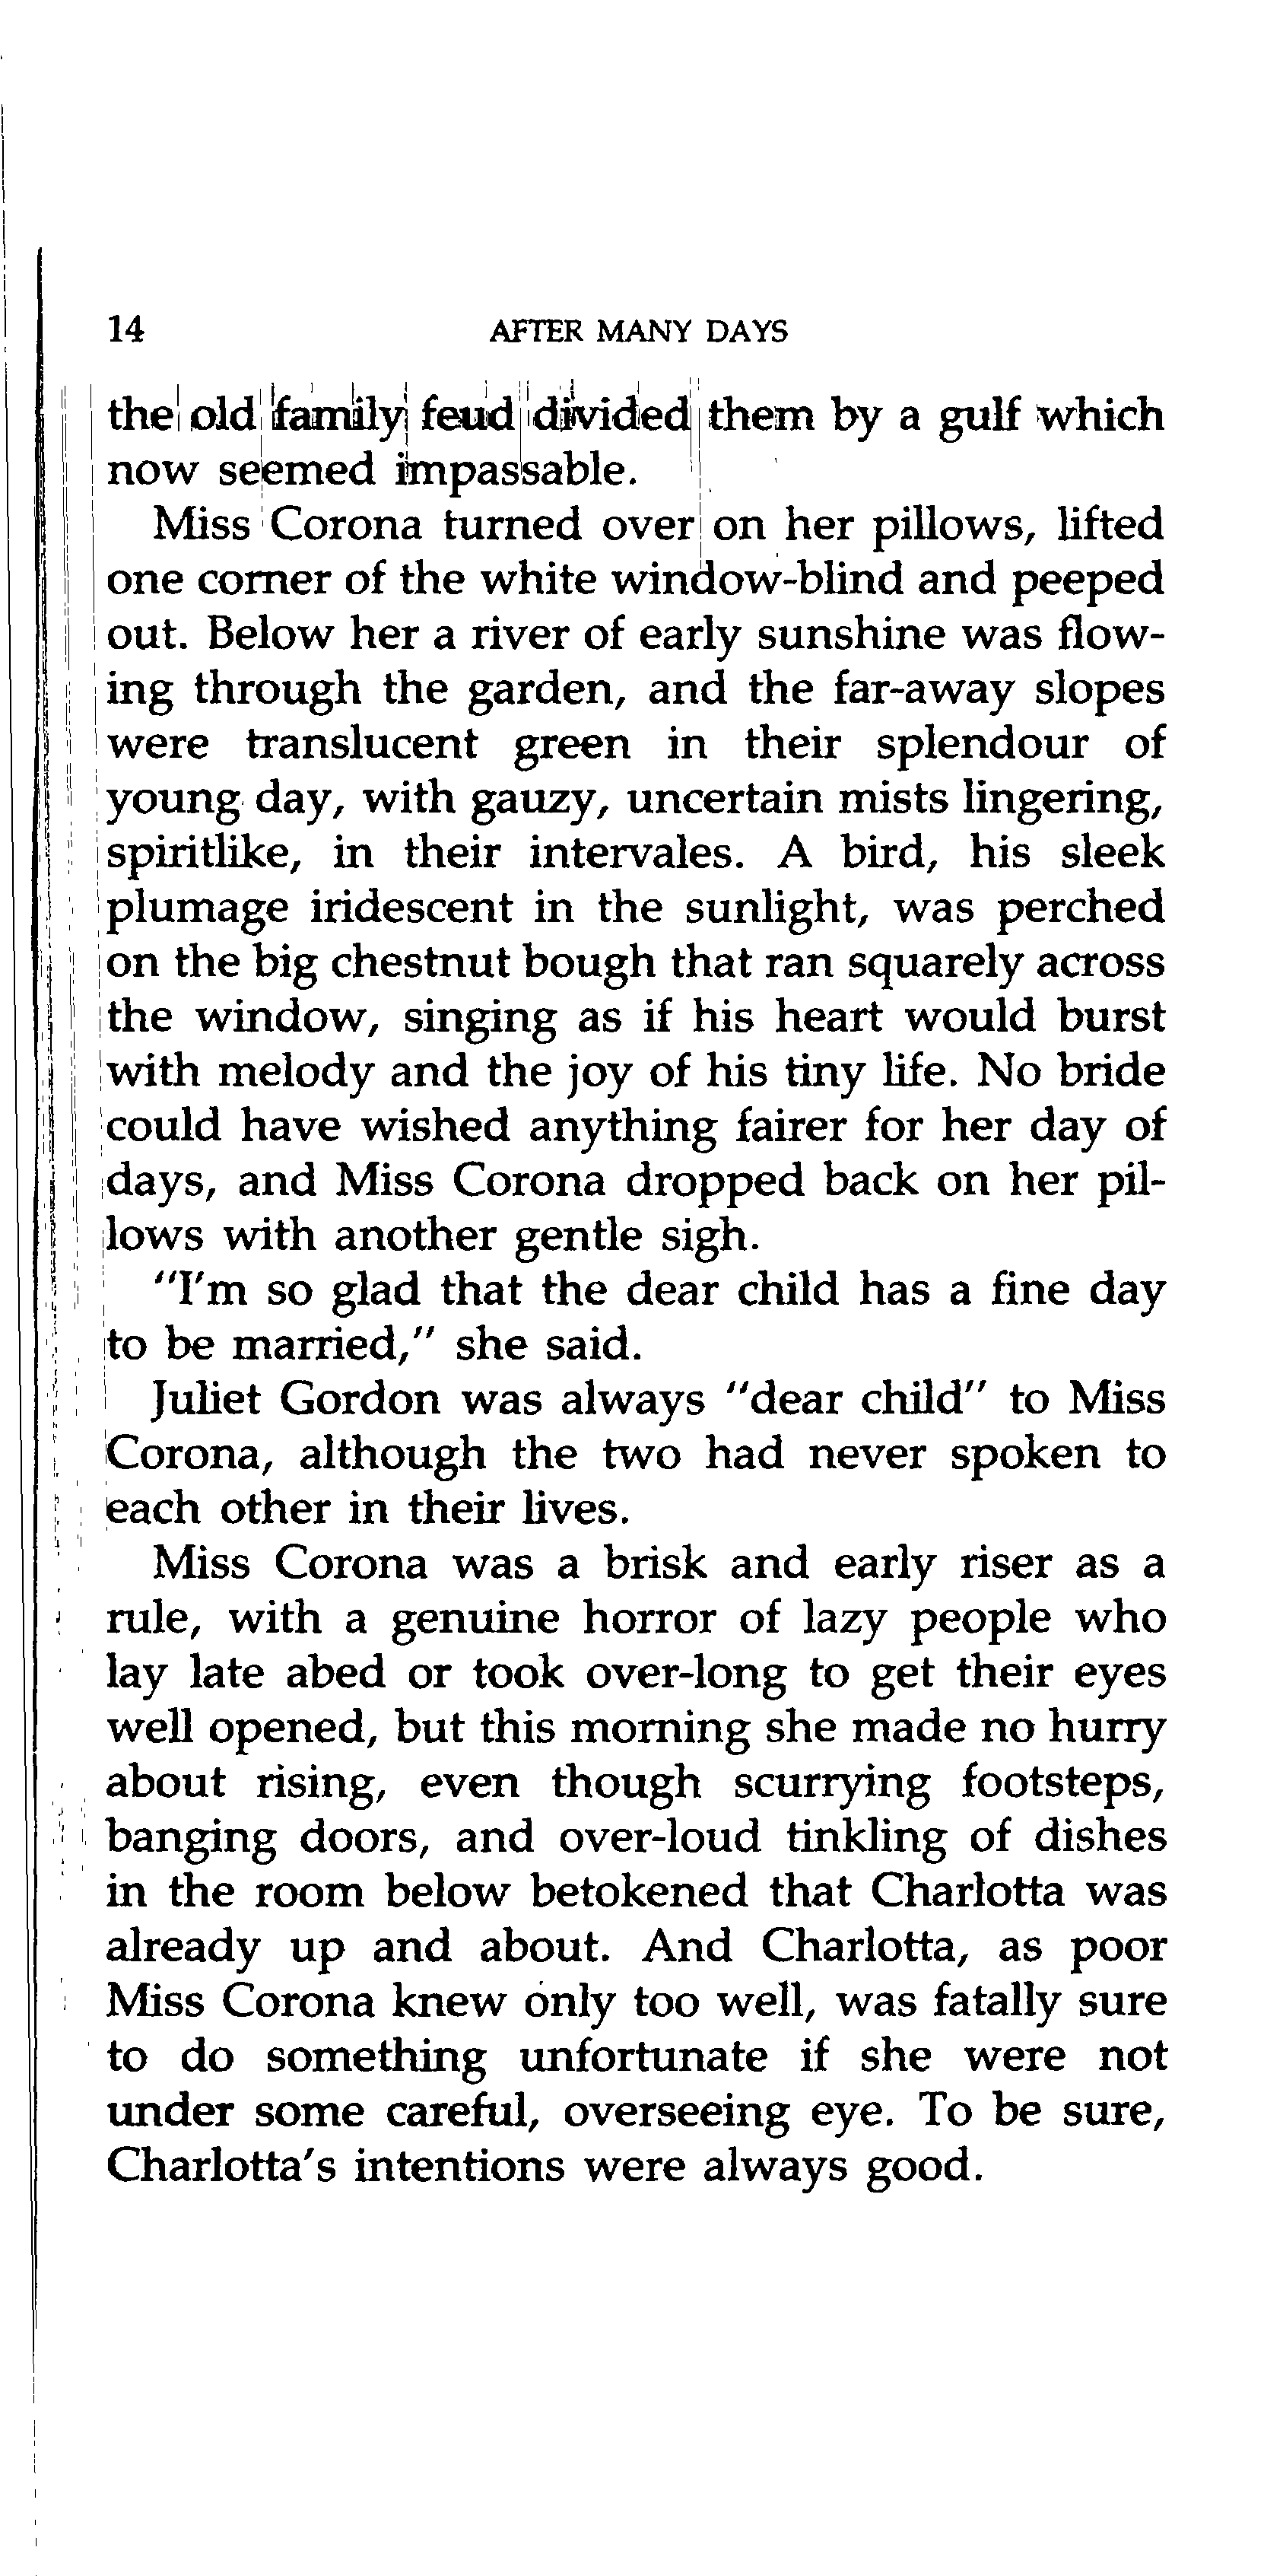 14 AFTER MANY DAYS
the old family feud divided them by a gulf which
now seemed impassable.
Miss Corona turned over on her pillows, lifted
one corner of the white window-blind and peeped
out. Below her a river of early sunshine was flow-
ing through the garden, and the far-away slopes
were translucent green in their splendour of
young day, with gauzy, uncertain mists lingering,
spiritlike, in their intervales. A bird, his sleek
plumage iridescent in the sunlight, was perched
on the big chestnut bough that ran squarely across
the window, singing as if his heart would burst
with melody and the joy of his tiny life. No bride
could have wished anything fairer for her day of
days, and Miss Corona dropped back on her pil-
lows with another gentle sigh.
"I'm so glad that the dear child has a fine day
to be married," she said.
Juliet Gordon was always "dear child" to Miss
Corona, although the two had never spoken to
each other in their lives.
Miss Corona was a brisk and early riser as a
rule, with a genuine horror of lazy people who
lay late abed or took over-long to get their eyes
well opened, but this morning she made no hurry
about rising, even though scurrying footsteps,
banging doors, and over-loud tinkling of dishes
in the room below betokened that Charlotta was
already up and about. And Charlotta, as poor
Miss Corona knew only too well, was fatally sure
to do something unfortunate if she were not
under some careful, overseeing eye. To be sure,
Charlotta's intentions were always good.